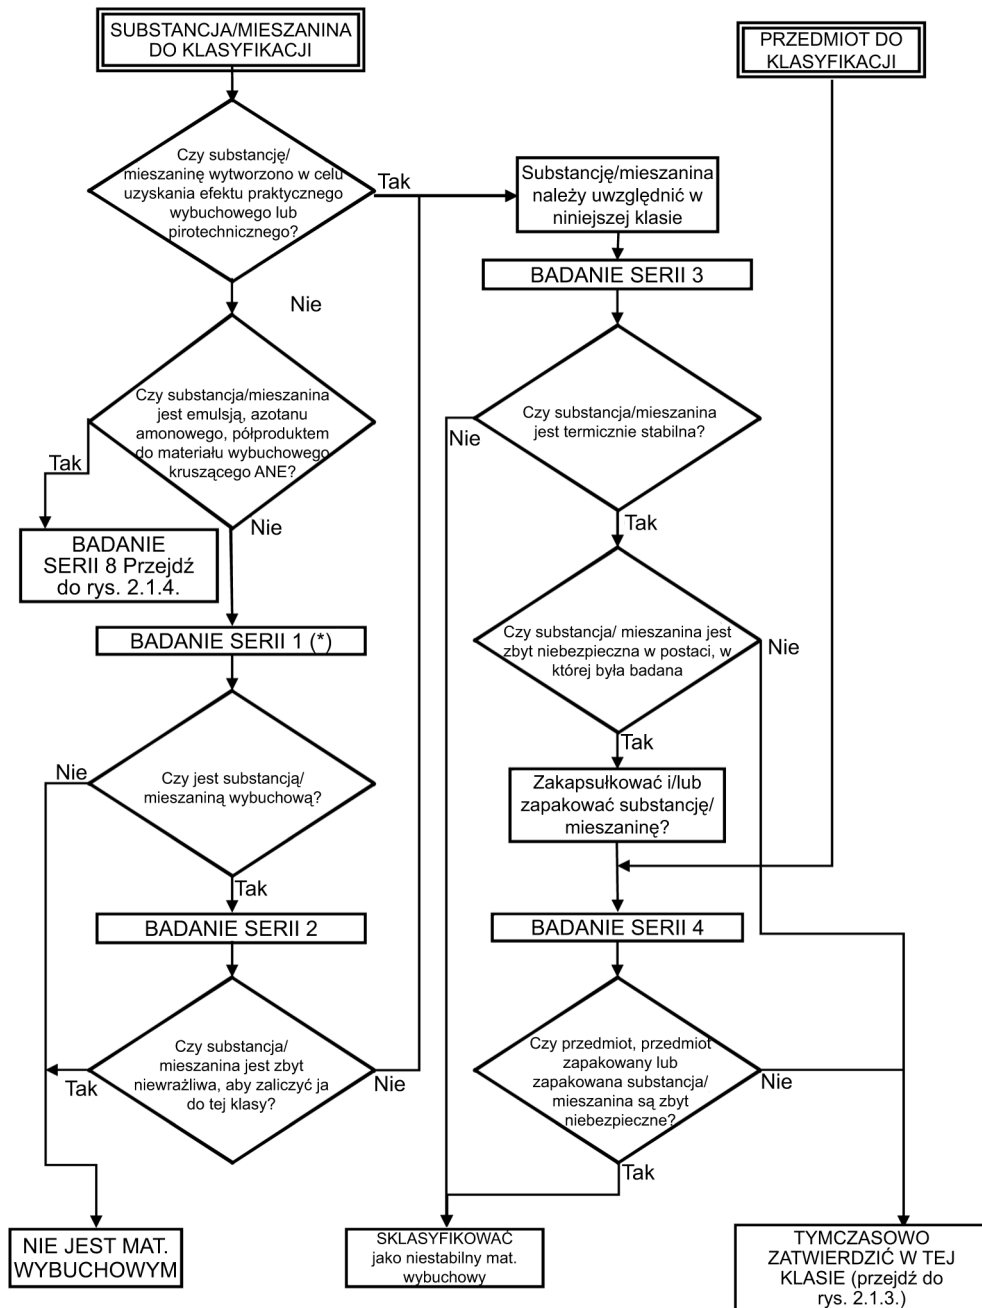 SUBSTANCJA/MIESZANINA
DO KLASYFIKACJI
PRZEDMIOT DO
KLASYFIKACJI
Czy substancję/
mieszaninę wytworzono w celu
uzyskania efektu praktycznego
wybuchowego lub
pirotechnicznego?
Tak
Substancję/mieszanina
należy uwzględnić w
niniejszej klasie
BADANIE SERII 3
Nie
Czy substancja/mieszanina
jest emulsją, azotanu
amonowego, półproduktem
do materiału wybuchowego
kruszącego ANE?
Tak
Nie
BADANIE
SERII 8 Przejdź
do rys. 2.1.4.
Czy substancja/mieszanina
jest termicznie stabilna?
Nie
Tak
BADANIE SERII 1 (*)
Czy substancja/ mieszanina jest
zbyt niebezpieczna w postaci, w
której była badana
Nie
Tak
Czy jest substancją/
mieszaniną wybuchową?
Nie
Tak
Zakapsułkować i/lub
zapakować substancję/
mieszaninę?
BADANIE SERII 2
BADANIE SERII 4
Czy substancja/
mieszanina jest zbyt
niewrażliwa, aby zaliczyć ja
do tej klasy?
Tak
Nie
Czy przedmiot, przedmiot
zapakowany lub
zapakowana substancja/
mieszanina są zbyt
niebezpieczne?
Nie
Tak
NIE JEST MAT.
WYBUCHOWYM
SKLASYFIKOWAĆ
jako niestabilny mat.
wybuchowy
TYMCZASOWO
ZATWIERDZIĆ W TEJ
KLASIE (przejdź do
rys. 2.1.3.)